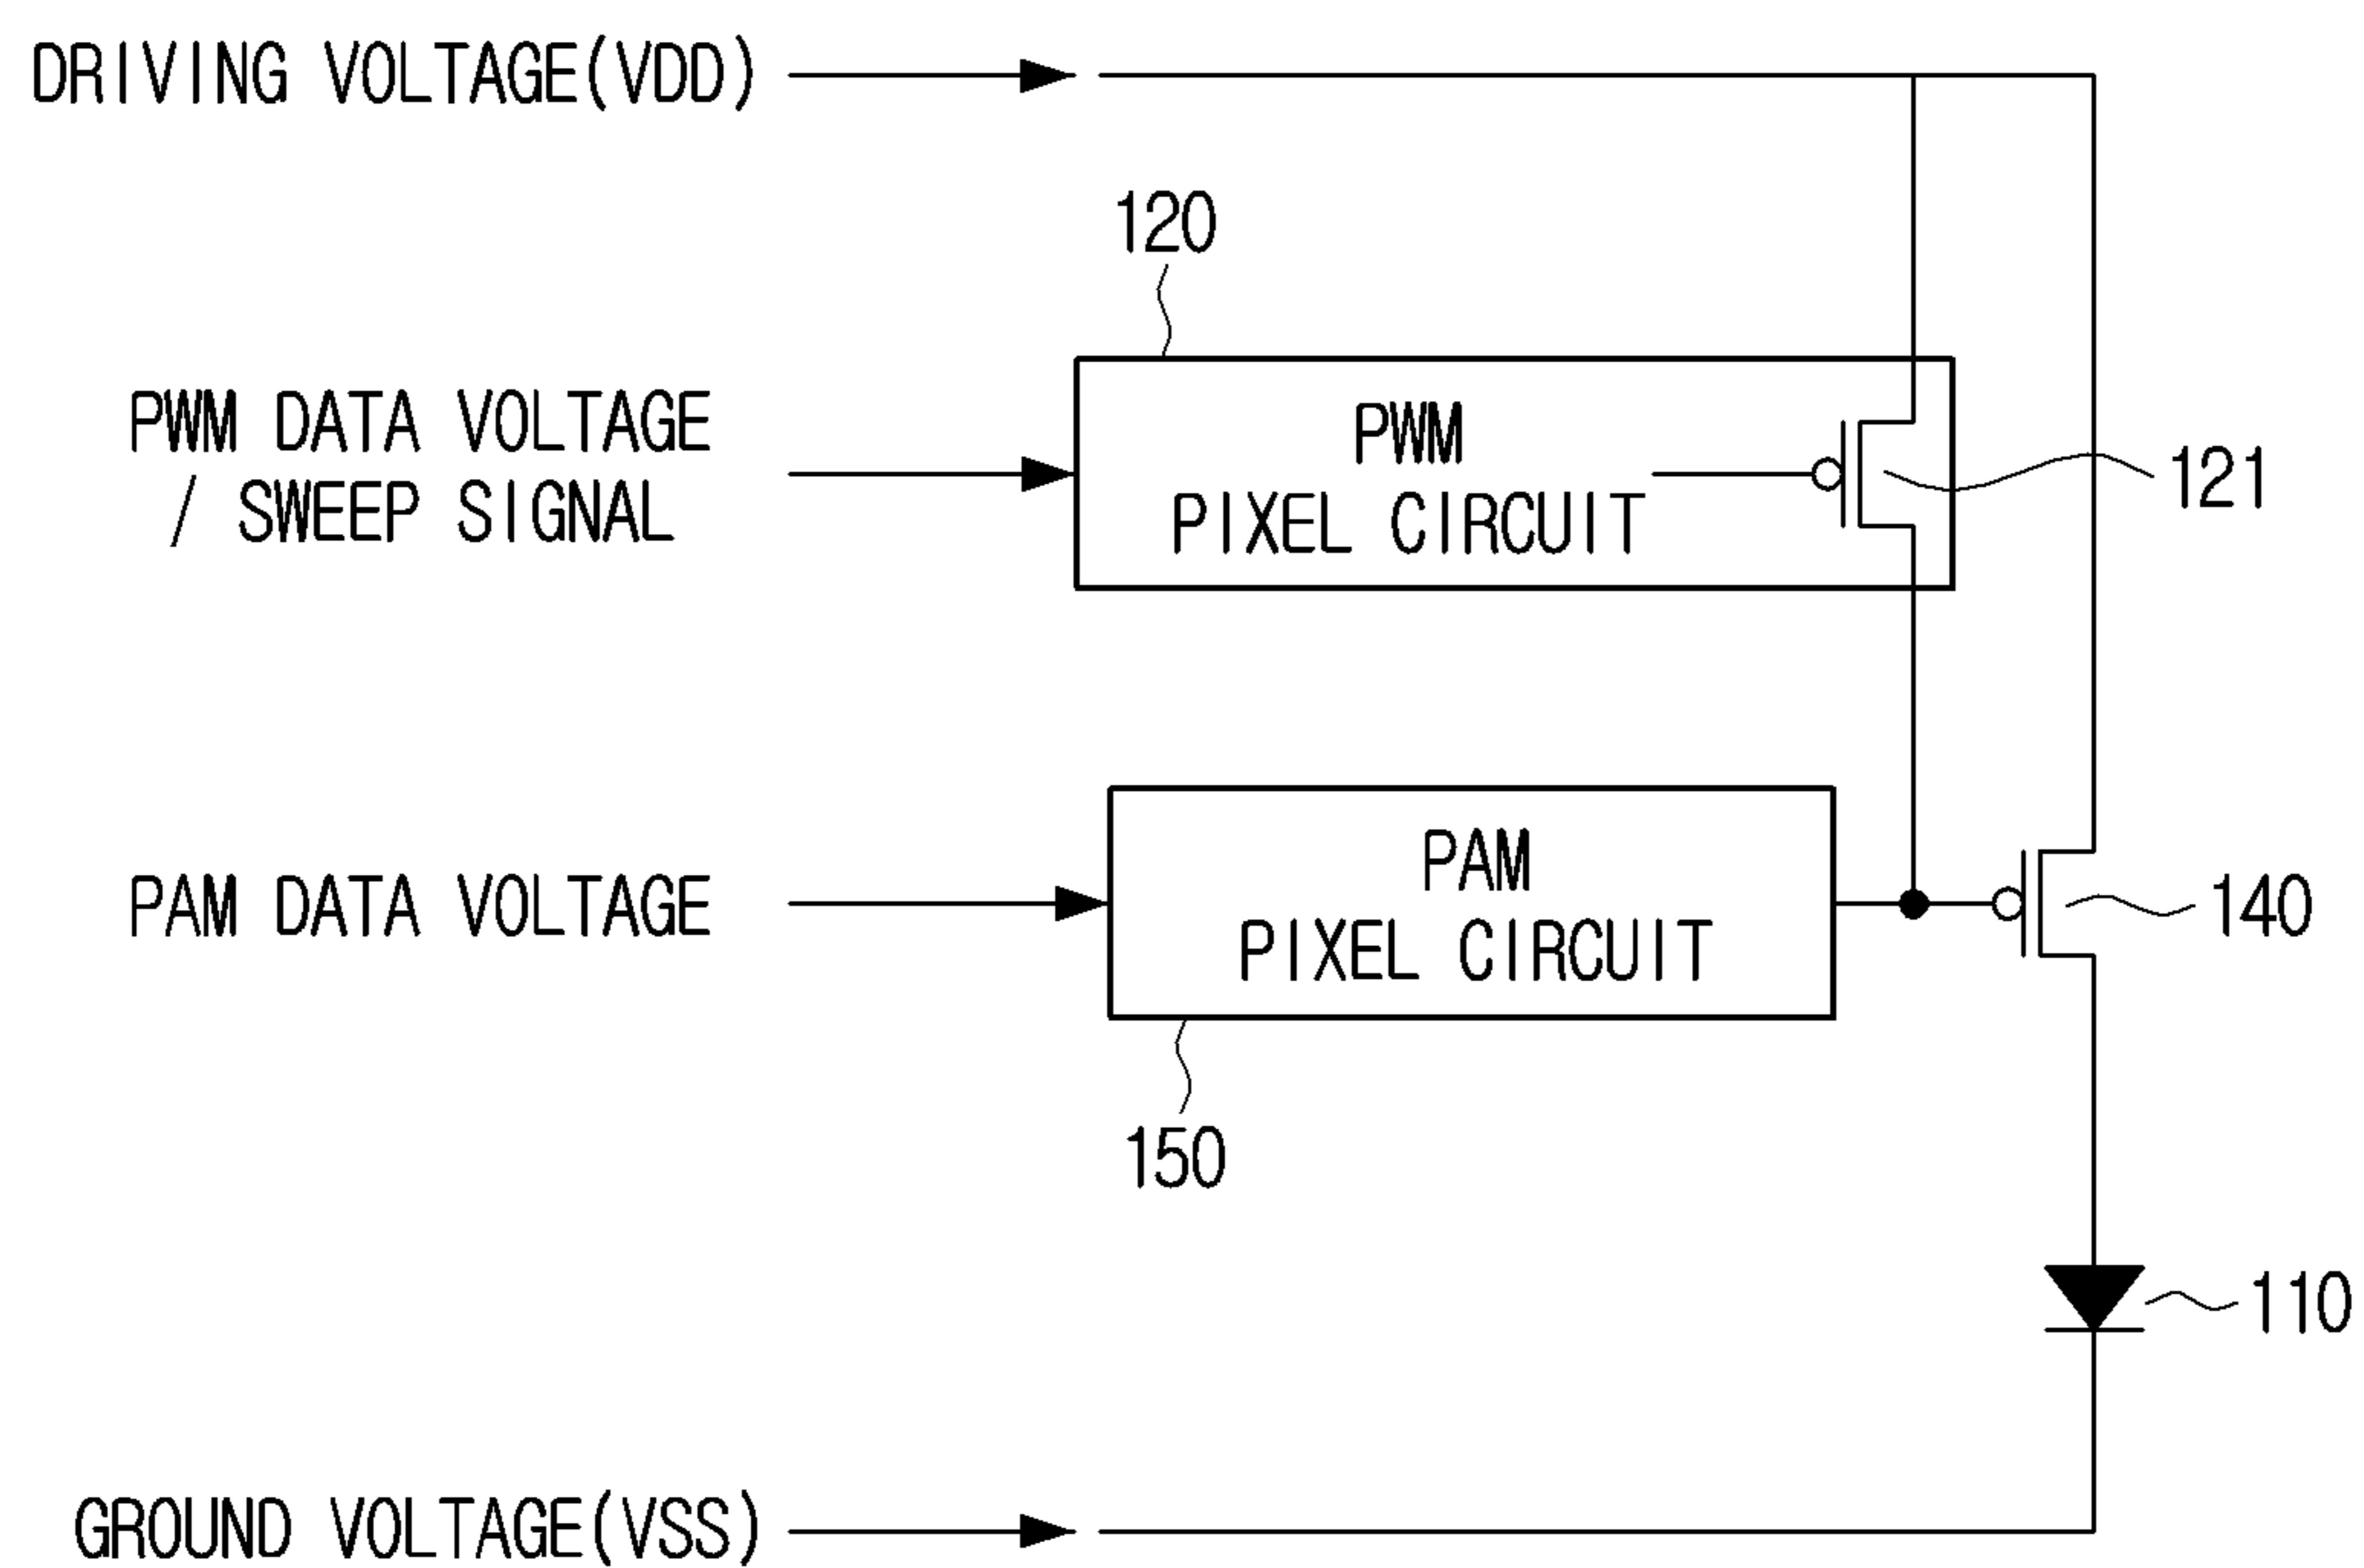 DRIVING VOLTAGE(VDD)
120
PWM DATA VOLTAGE
/ SWEEP SIGNAL
PWM
PIXEL CIRCUIT
121
PAM DATA VOLTAGE
PAM
PIXEL CIRCUIT
140
150
110
GROUND VOLTAGE(VSS)